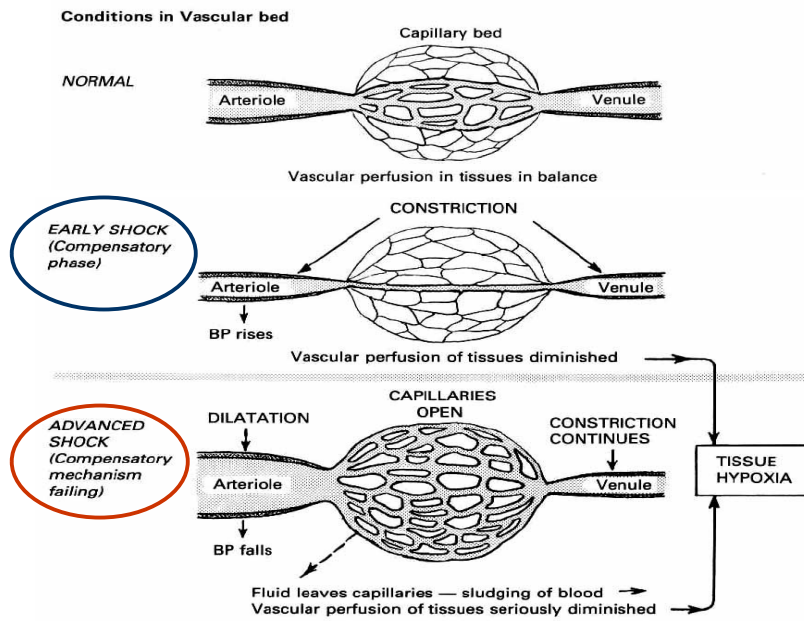 Conditions in Vascular bed
Capillary bed
NORMAL
Arteriole
Venule
Vascular perfusion in tissues in balance
EARLY SHOCK
(Compensatory
phase)
CONSTRICTION
Arteriole
Venule
BP rises
Vascular perfusion of tissues diminished
ADVANCED
SHOCK
(Compensatory
mechanism
failing)
DILATATION
CAPILLARIES
OPEN
CONSTRICTION
CONTINUES
Arteriole
Venule
TISSUE
HYPOXIA
BP falls
Fluid leaves capillaries — sludging of blood
Vascular perfusion of tissues seriously diminished